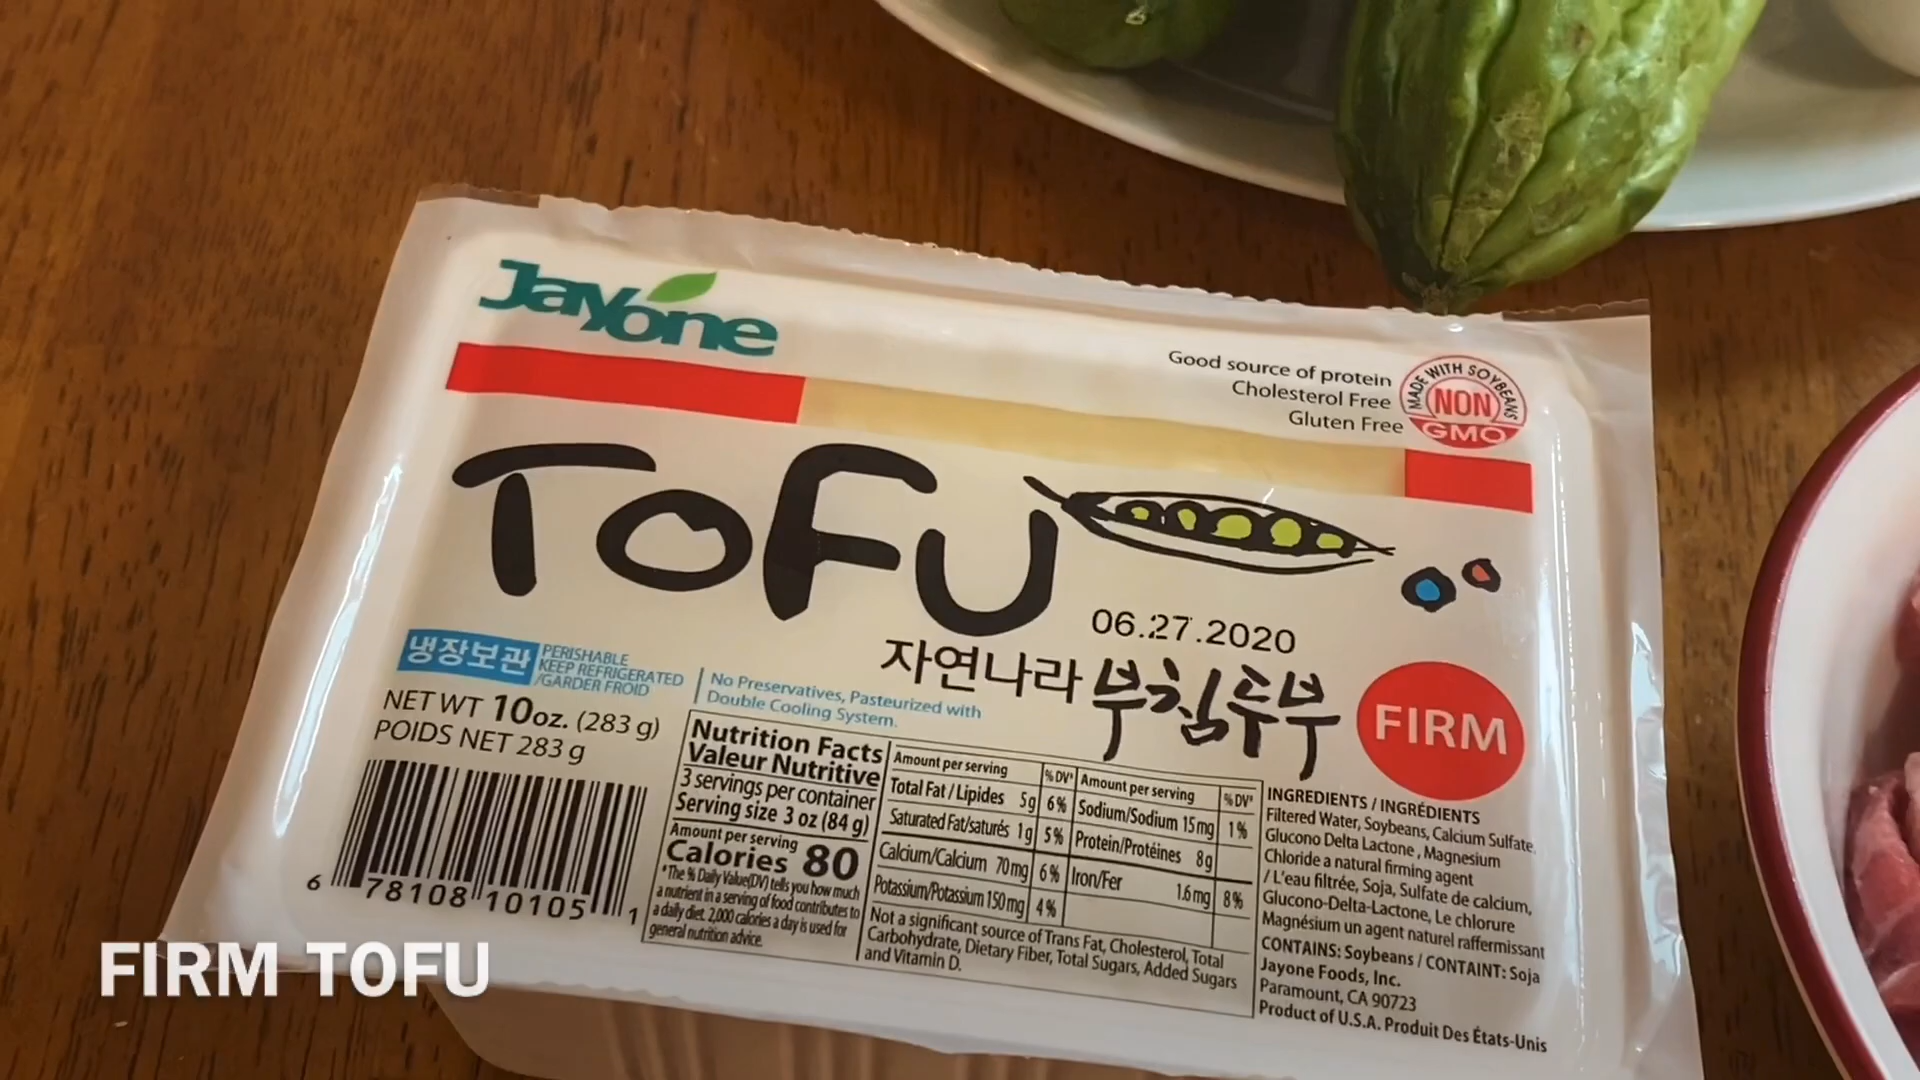 Jayone
Good source of protein
Cholesterol Free
Gluten Free
MADE WITH SOYBEANS
NON
GMO
TOFU
06.27.2020
자연나라 부침두부
FIRM
냉장보관
PERISHABLE
KEEP REFRIGERATED
/GARDER FROID
No Preservatives, Pasteurized with
Double Cooling System.
NET WT 10oz. (283 g)
POIDS NET 283 g
6 78108 10105 1
Nutrition Facts
Valeur Nutritive
3 servings per container
Serving size 3 oz (84 g)
Amount per serving
Calories 80
*The % Daily Value(DV) tells you how much
a nutrient in a serving of food contributes to
a daily diet. 2,000 calories a day is used for
general nutrition advice.
Amount per serving % DV* Amount per serving % DV*
Total Fat / Lipides 5g 6% Sodium/Sodium 15mg 1%
Saturated Fat/saturés 1g 5% Protein/Protéines 8g
Calcium/Calcium 70mg 6% Iron/Fer 1.6mg 8%
Potassium/Potassium 150mg 4%
Not a significant source of Trans Fat, Cholesterol, Total
Carbohydrate, Dietary Fiber, Total Sugars, Added Sugars
and Vitamin D.
INGREDIENTS / INGRÉDIENTS
Filtered Water, Soybeans, Calcium Sulfate,
Glucono Delta Lactone, Magnesium
Chloride a natural firming agent
/ L'eau filtrée, Soja, Sulfate de calcium,
Glucono-Delta-Lactone, Le chlorure
Magnésium un agent naturel raffermissant
CONTAINS: Soybeans / CONTAINT: Soja
Jayone Foods, Inc.
Paramount, CA 90723
Product of U.S.A. Produit Des États-Unis
FIRM TOFU